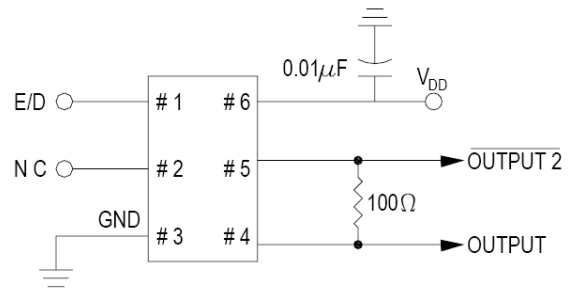 0.01μF
V_DD
E/D
# 1
# 6
N C
# 2
# 5
OUTPUT 2
100Ω
GND
# 3
# 4
OUTPUT